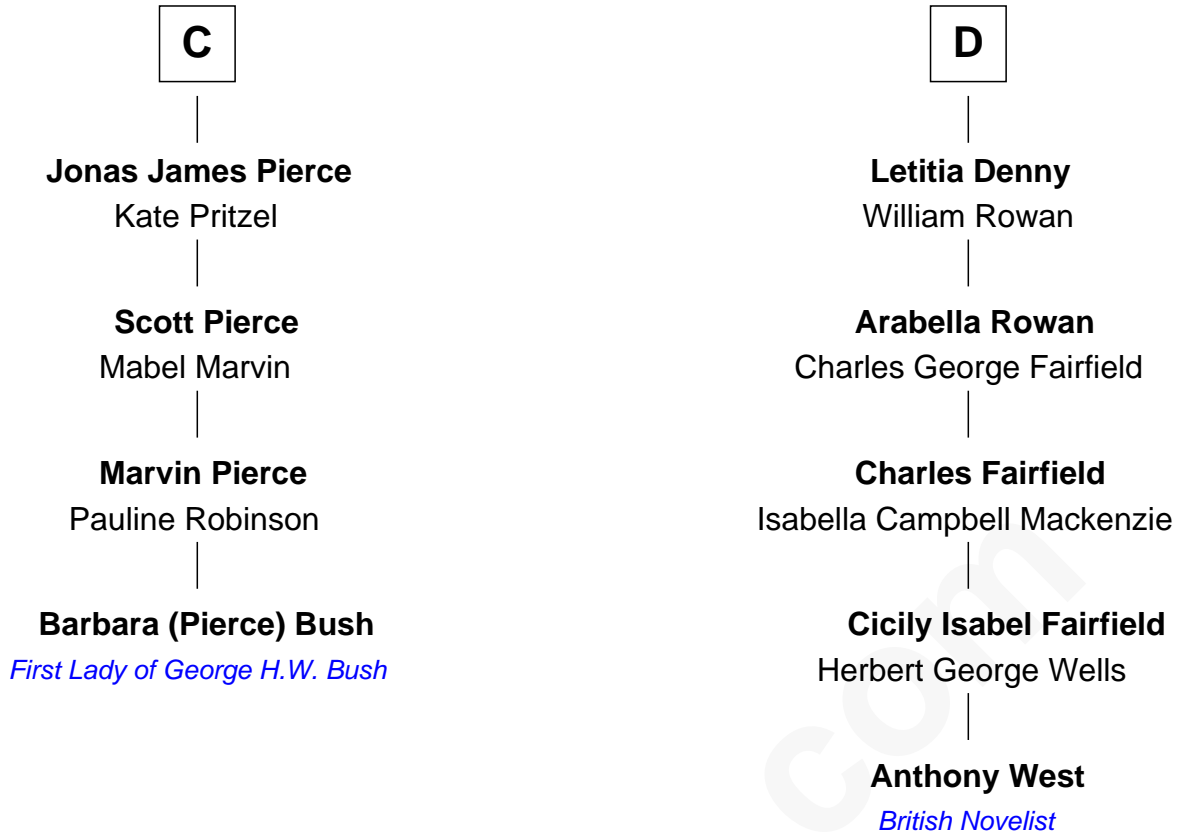 C
Jonas James Pierce
Kate Pritzel
Scott Pierce
Mabel Marvin
Marvin Pierce
Pauline Robinson
Barbara (Pierce) Bush
First Lady of George H.W. Bush
D
Letitia Denny
William Rowan
Arabella Rowan
Charles George Fairfield
Charles Fairfield
Isabella Campbell Mackenzie
Cicily Isabel Fairfield
Herbert George Wells
Anthony West
British Novelist
com